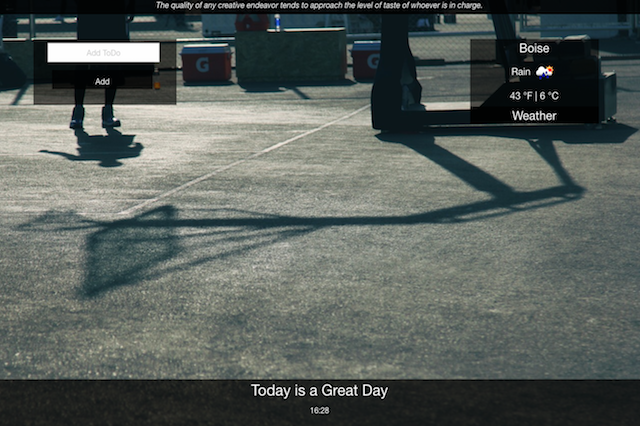 The quality of any creative endeavor tends to approach the level of taste of whoever is in charge.
Add ToDo
Add
Boise
Rain
43 °F | 6 °C
Weather
G
G
Today is a Great Day
16:28